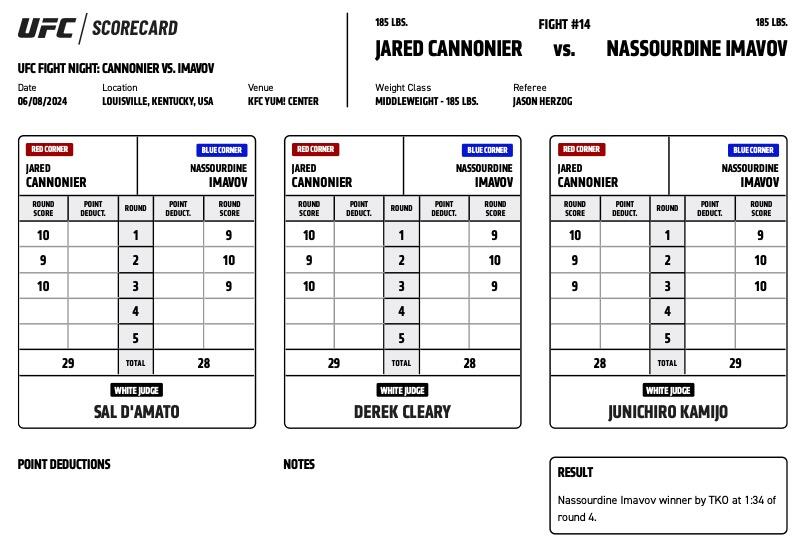 UFC / SCORECARD
UFC FIGHT NIGHT: CANNONIER VS. IMAVOV
Date Location Venue
06/08/2024 LOUISVILLE, KENTUCKY, USA KFC YUM! CENTER
185 LBS. FIGHT #14 185 LBS.
JARED CANNONIER VS. NASSOURDINE IMAVOV
Weight Class Referee
MIDDLEWEIGHT - 185 LBS. JASON HERZOG
RED CORNER BLUE CORNER
JARED NASSOURDINE
CANNONIER IMAVOV
ROUND POINT ROUND POINT ROUND
SCORE DEDUCT. DEDUCT. SCORE
10 1 9
9 2 10
10 3 9
4
5
29 TOTAL 28
WHITE JUDGE
SAL D'AMATO
RED CORNER BLUE CORNER
JARED NASSOURDINE
CANNONIER IMAVOV
ROUND POINT ROUND POINT ROUND
SCORE DEDUCT. DEDUCT. SCORE
10 1 9
9 2 10
10 3 9
4
5
29 TOTAL 28
WHITE JUDGE
DEREK CLEARY
RED CORNER BLUE CORNER
JARED NASSOURDINE
CANNONIER IMAVOV
ROUND POINT ROUND POINT ROUND
SCORE DEDUCT. DEDUCT. SCORE
10 1 9
9 2 10
9 3 10
4
5
28 TOTAL 29
WHITE JUDGE
JUNICHIRO KAMIJO
POINT DEDUCTIONS
NOTES
RESULT
Nassourdine Imavov winner by TKO at 1:34 of
round 4.